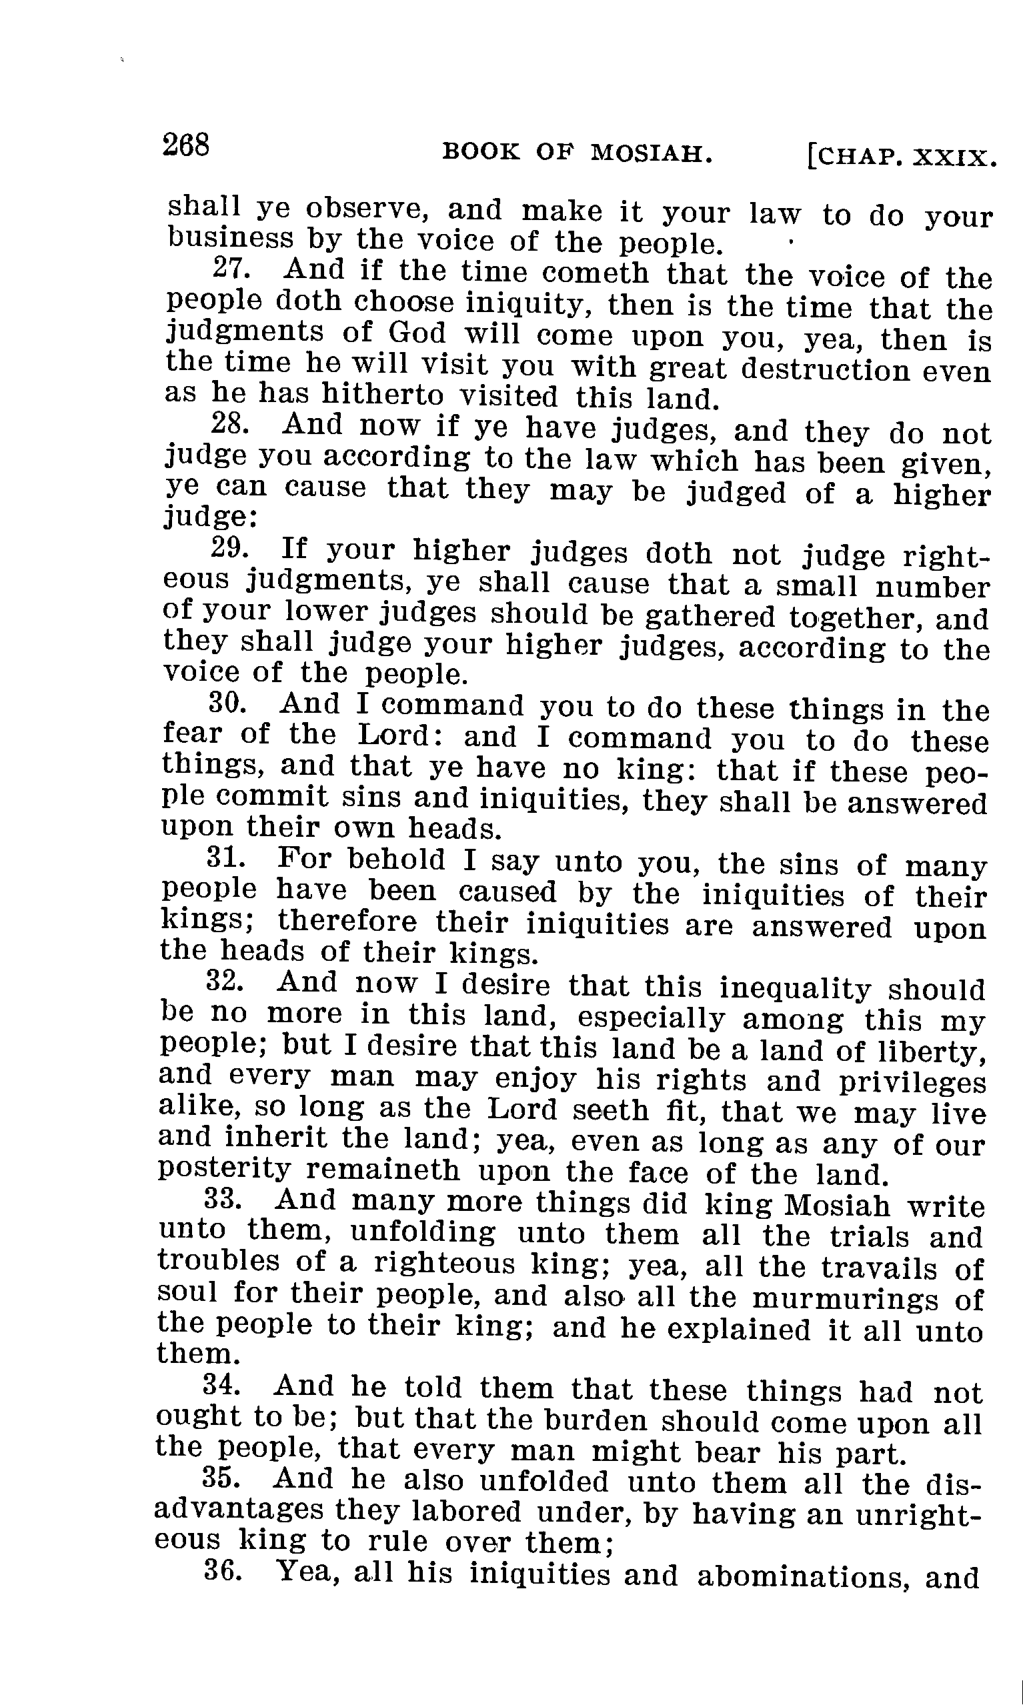 268 BOOK OF MOSIAH. [CHAP. XXIX.
shall ye observe, and make it your law to do your
business by the voice of the people.
27. And if the time cometh that the voice of the
people doth choose iniquity, then is the time that the
judgments of God will come upon you, yea, then is
the time he will visit you with great destruction even
as he has hitherto visited this land.
28. And now if ye have judges, and they do not
judge you according to the law which has been given,
ye can cause that they may be judged of a higher
judge:
29. If your higher judges doth not judge right-
eous judgments, ye shall cause that a small number
of your lower judges should be gathered together, and
they shall judge your higher judges, according to the
voice of the people.
30. And I command you to do these things in the
fear of the Lord: and I command you to do these
things, and that ye have no king: that if these peo-
ple commit sins and iniquities, they shall be answered
upon their own heads.
31. For behold I say unto you, the sins of many
people have been caused by the iniquities of their
kings; therefore their iniquities are answered upon
the heads of their kings.
32. And now I desire that this inequality should
be no more in this land, especially among this my
people; but I desire that this land be a land of liberty,
and every man may enjoy his rights and privileges
alike, so long as the Lord seeth fit, that we may live
and inherit the land; yea, even as long as any of our
posterity remaineth upon the face of the land.
33. And many more things did king Mosiah write
unto them, unfolding unto them all the trials and
troubles of a righteous king; yea, all the travails of
soul for their people, and also all the murmurings of
the people to their king; and he explained it all unto
them.
34. And he told them that these things had not
ought to be; but that the burden should come upon all
the people, that every man might bear his part.
35. And he also unfolded unto them all the dis-
advantages they labored under, by having an unright-
eous king to rule over them;
36. Yea, all his iniquities and abominations, and